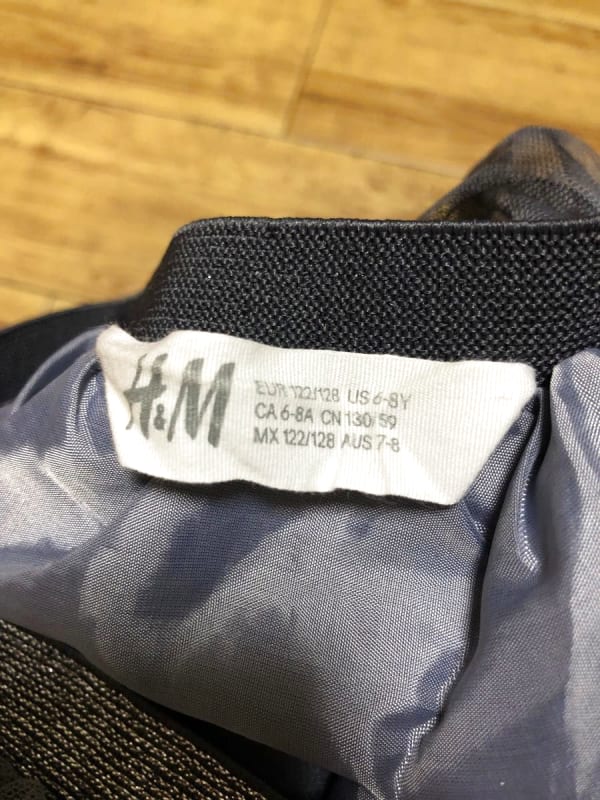 H&M
EUR 122/128 US 6-8Y
CA 6-8A CN 130/59
MX 122/128 AUS 7-8